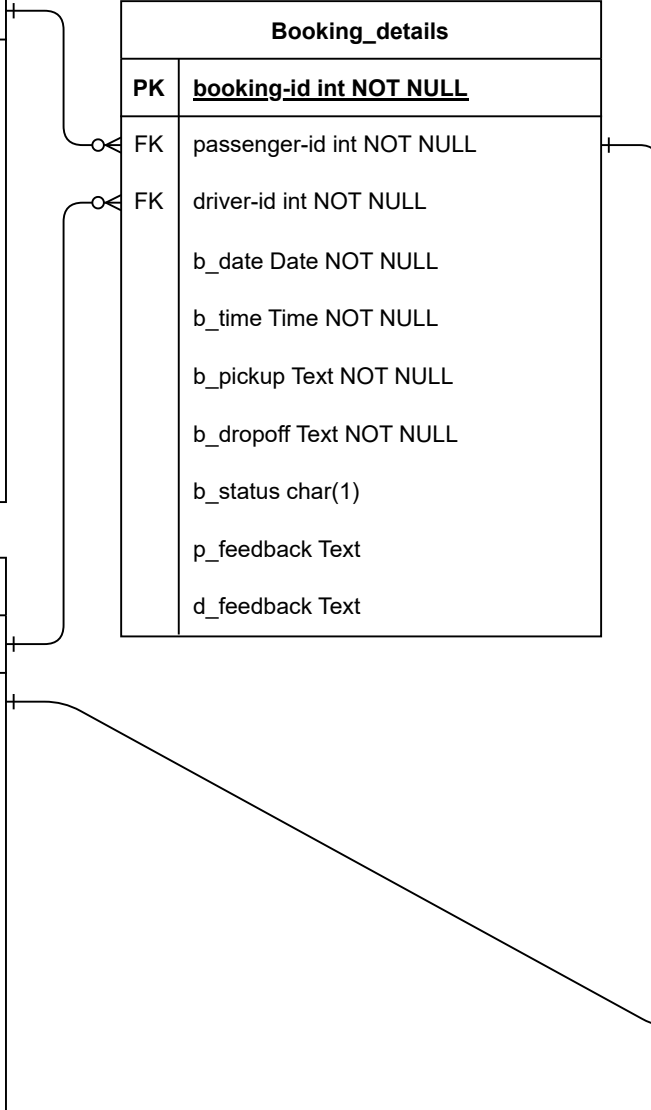 Booking_details
PK booking-id int NOT NULL
FK passenger-id int NOT NULL
FK driver-id int NOT NULL
b_date Date NOT NULL
b_time Time NOT NULL
b_pickup Text NOT NULL
b_dropoff Text NOT NULL
b_status char(1)
p_feedback Text
d_feedback Text